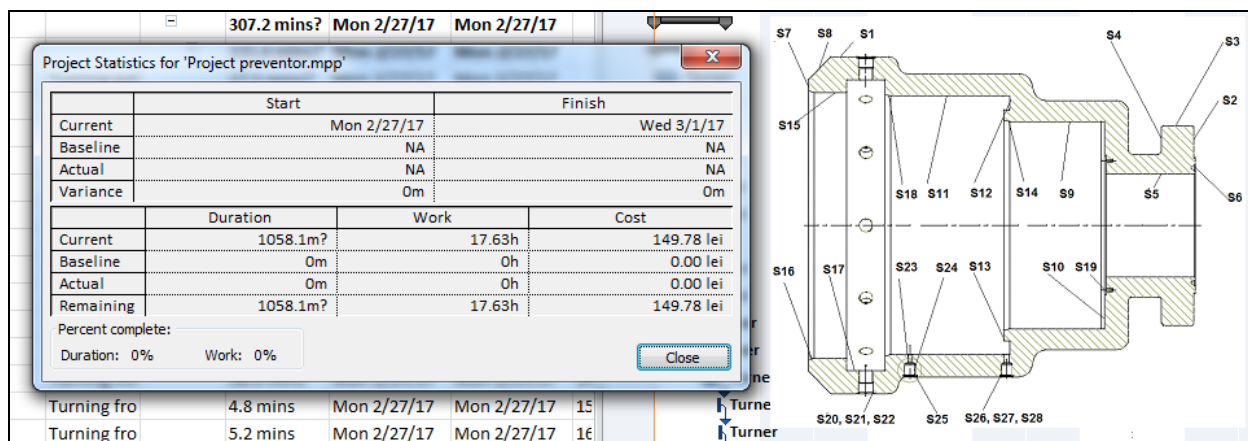 307.2 mins? Mon 2/27/17 Mon 2/27/17
Project Statistics for 'Project preventor.mpp'
Start Finish
Current Mon 2/27/17 Wed 3/1/17
Baseline NA NA
Actual NA NA
Variance 0m 0m
Duration Work Cost
Current 1058.1m? 17.63h 149.78 lei
Baseline 0m 0h 0.00 lei
Actual 0m 0h 0.00 lei
Remaining 1058.1m? 17.63h 149.78 lei
Percent complete:
Duration: 0% Work: 0%
Close
Turning fro 4.8 mins Mon 2/27/17 Mon 2/27/17 15 Turne
Turning fro 5.2 mins Mon 2/27/17 Mon 2/27/17 16 Turner
S7 S8 S1 S4 S3
S2
S15
S18 S11 S12 S14 S9 S5 S6
S16 S17 S23 S24 S13 S10 S19
S20, S21, S22 S25 S26, S27, S28